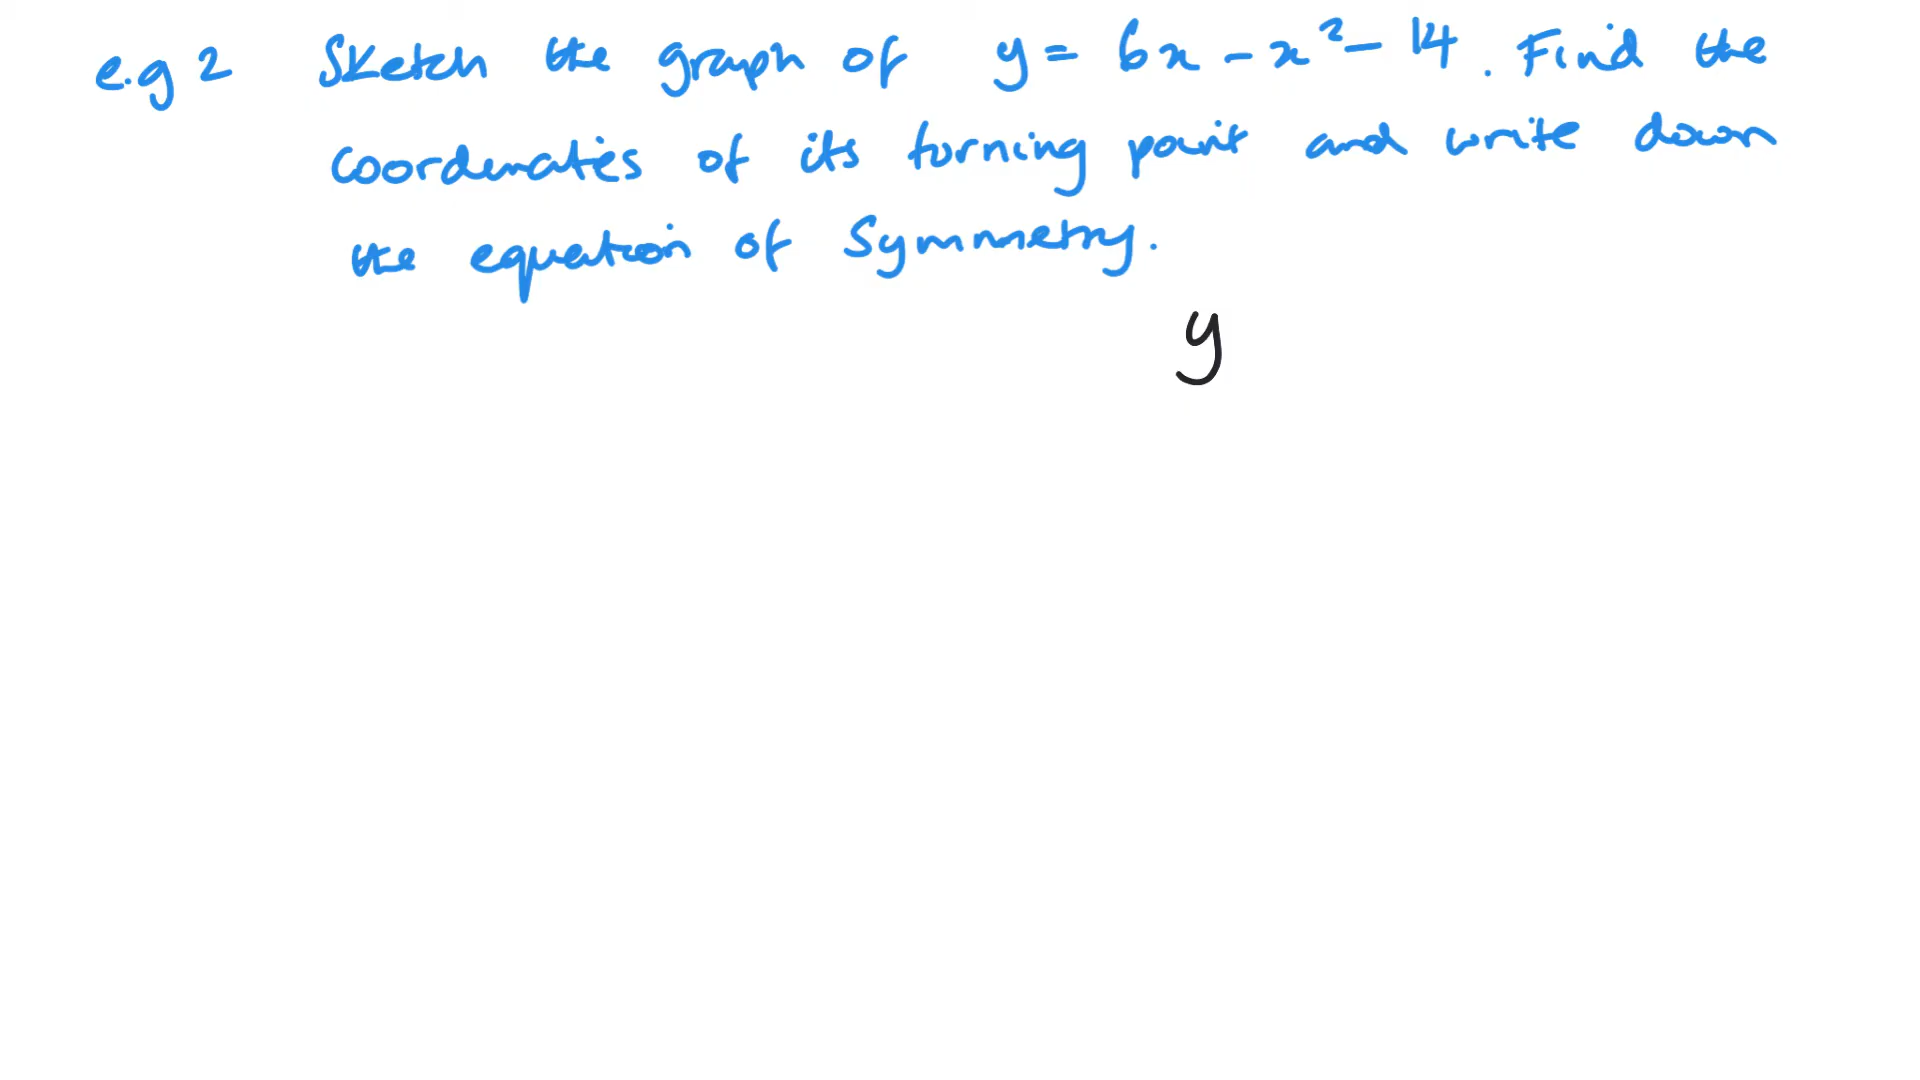 e.g 2 Sketch the graph of y = 6x - x² - 14. Find the
coordinates of its turning point and write down
the equation of symmetry.
y